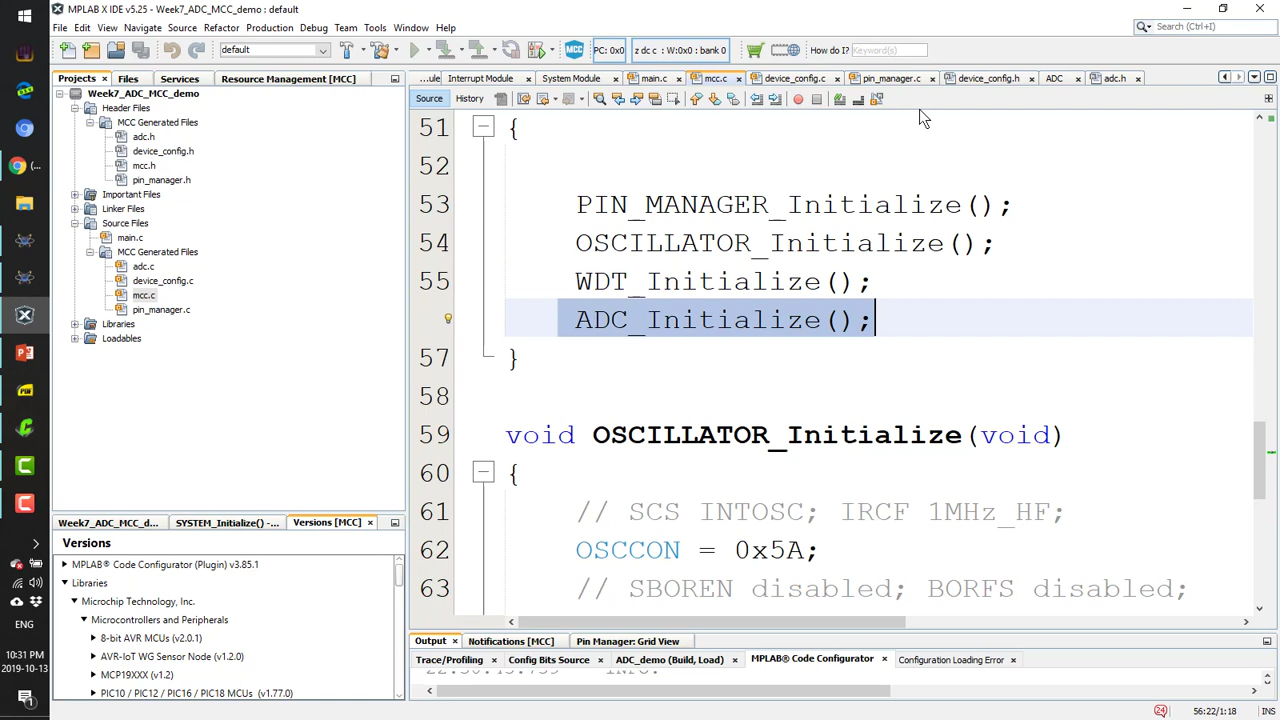 MPLAB X IDE v5.25 - Week7_ADC_MCC_demo : default
File Edit View Navigate Source Refactor Production Debug Team Tools Window Help
Search (Ctrl+I)
default
MCC
PC: 0x0
z dc c : W:0x0 : bank 0
How do I?
Keyword(s)
Projects
Files
Services
Resource Management [MCC]
...ule
Interrupt Module
System Module
main.c
mcc.c
device_config.c
pin_manager.c
device_config.h
ADC
adc.h
Source
History
Week7_ADC_MCC_demo
Header Files
MCC Generated Files
adc.h
device_config.h
mcc.h
pin_manager.h
Important Files
Linker Files
Source Files
main.c
MCC Generated Files
adc.c
device_config.c
mcc.c
pin_manager.c
Libraries
Loadables
51 {
52
53 PIN_MANAGER_Initialize();
54 OSCILLATOR_Initialize();
55 WDT_Initialize();
ADC_Initialize();
57 }
58
59 void OSCILLATOR_Initialize(void)
60 {
61 // SCS INTOSC; IRCF 1MHz_HF;
62 OSCCON = 0x5A;
63 // SBOREN disabled; BORFS disabled;
Week7_ADC_MCC_d...
SYSTEM_Initialize() -...
Versions [MCC]
Versions
MPLAB® Code Configurator (Plugin) v3.85.1
Libraries
Microchip Technology, Inc.
Microcontrollers and Peripherals
8-bit AVR MCUs (v2.0.1)
AVR-IoT WG Sensor Node (v1.2.0)
MCP19XXX (v1.2)
PIC10 / PIC12 / PIC16 / PIC18 MCUs (v1.77.0)
Output
Notifications [MCC]
Pin Manager: Grid View
Trace/Profiling
Config Bits Source
ADC_demo (Build, Load)
MPLAB® Code Configurator
Configuration Loading Error
ENG
10:31 PM
2019-10-13
24
56:22/1:18
INS